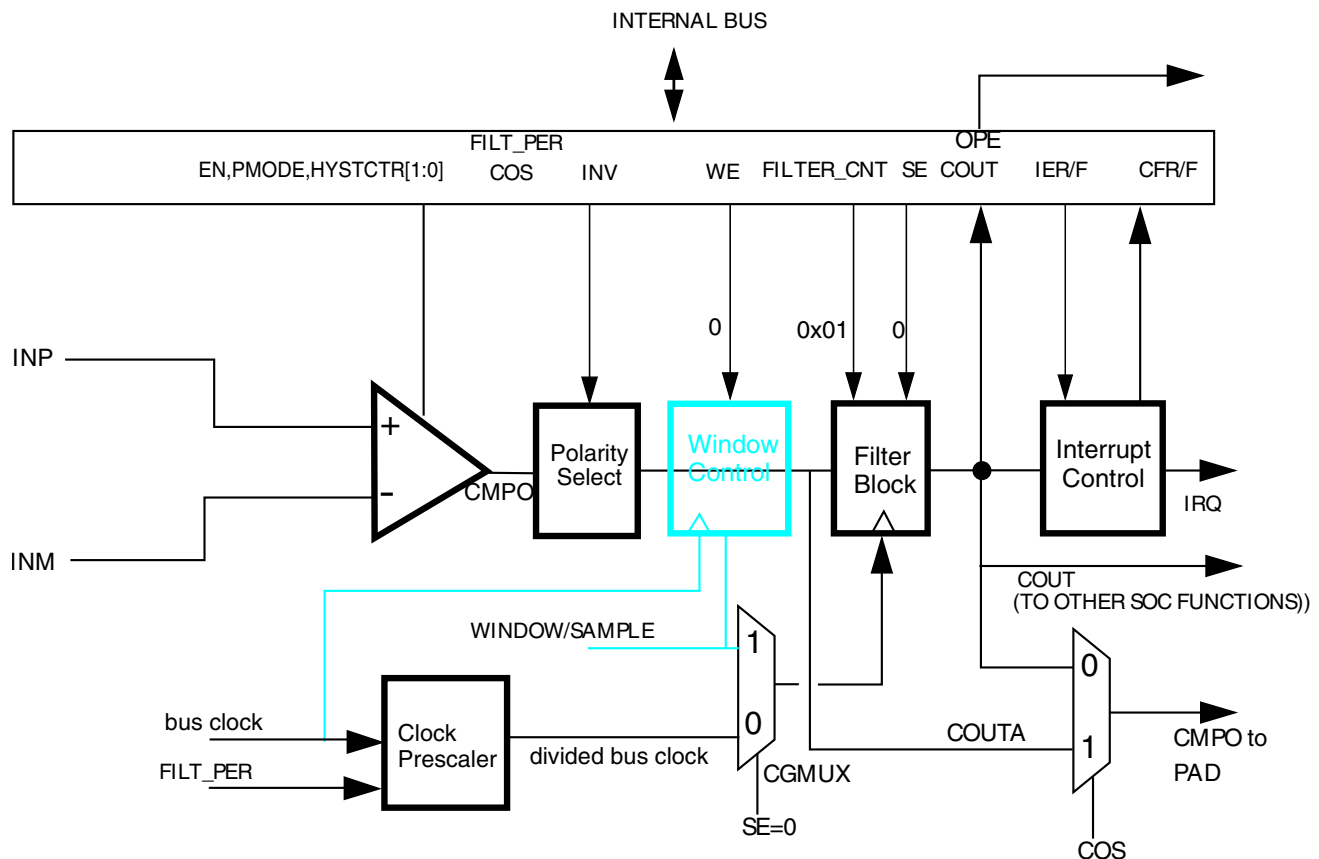 INTERNAL BUS
OPE
FILT_PER
EN,PMODE,HYSTCTR[1:0]
COS
INV
WE
FILTER_CNT
SE
COUT
IER/F
CFR/F
0
0x01
0
INP
+
-
INM
CMPO
Polarity
Select
Window
Control
Filter
Block
Interrupt
Control
IRQ
COUT
(TO OTHER SOC FUNCTIONS))
WINDOW/SAMPLE
1
0
CGMUX
SE=0
bus clock
FILT_PER
Clock
Prescaler
divided bus clock
COUTA
0
1
CMPO to
PAD
COS